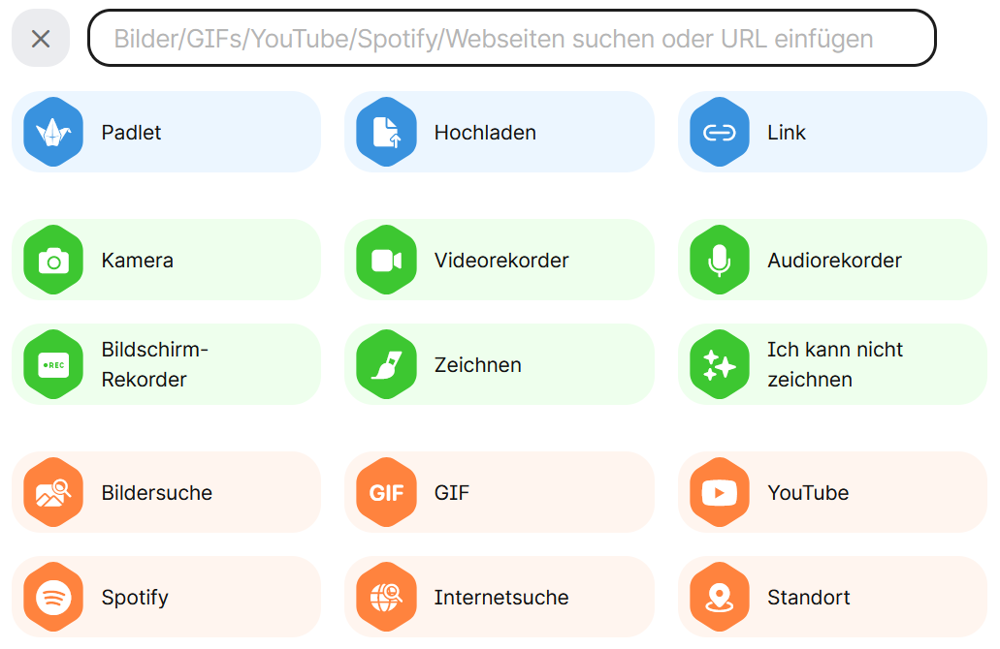 Bilder/GIFs/YouTube/Spotify/Webseiten suchen oder URL einfügen
Padlet
Hochladen
Link
Kamera
Videorekorder
Audiorekorder
REC
Bildschirm-
Rekorder
Zeichnen
Ich kann nicht
zeichnen
Bildersuche
GIF
GIF
YouTube
Spotify
Internetsuche
Standort